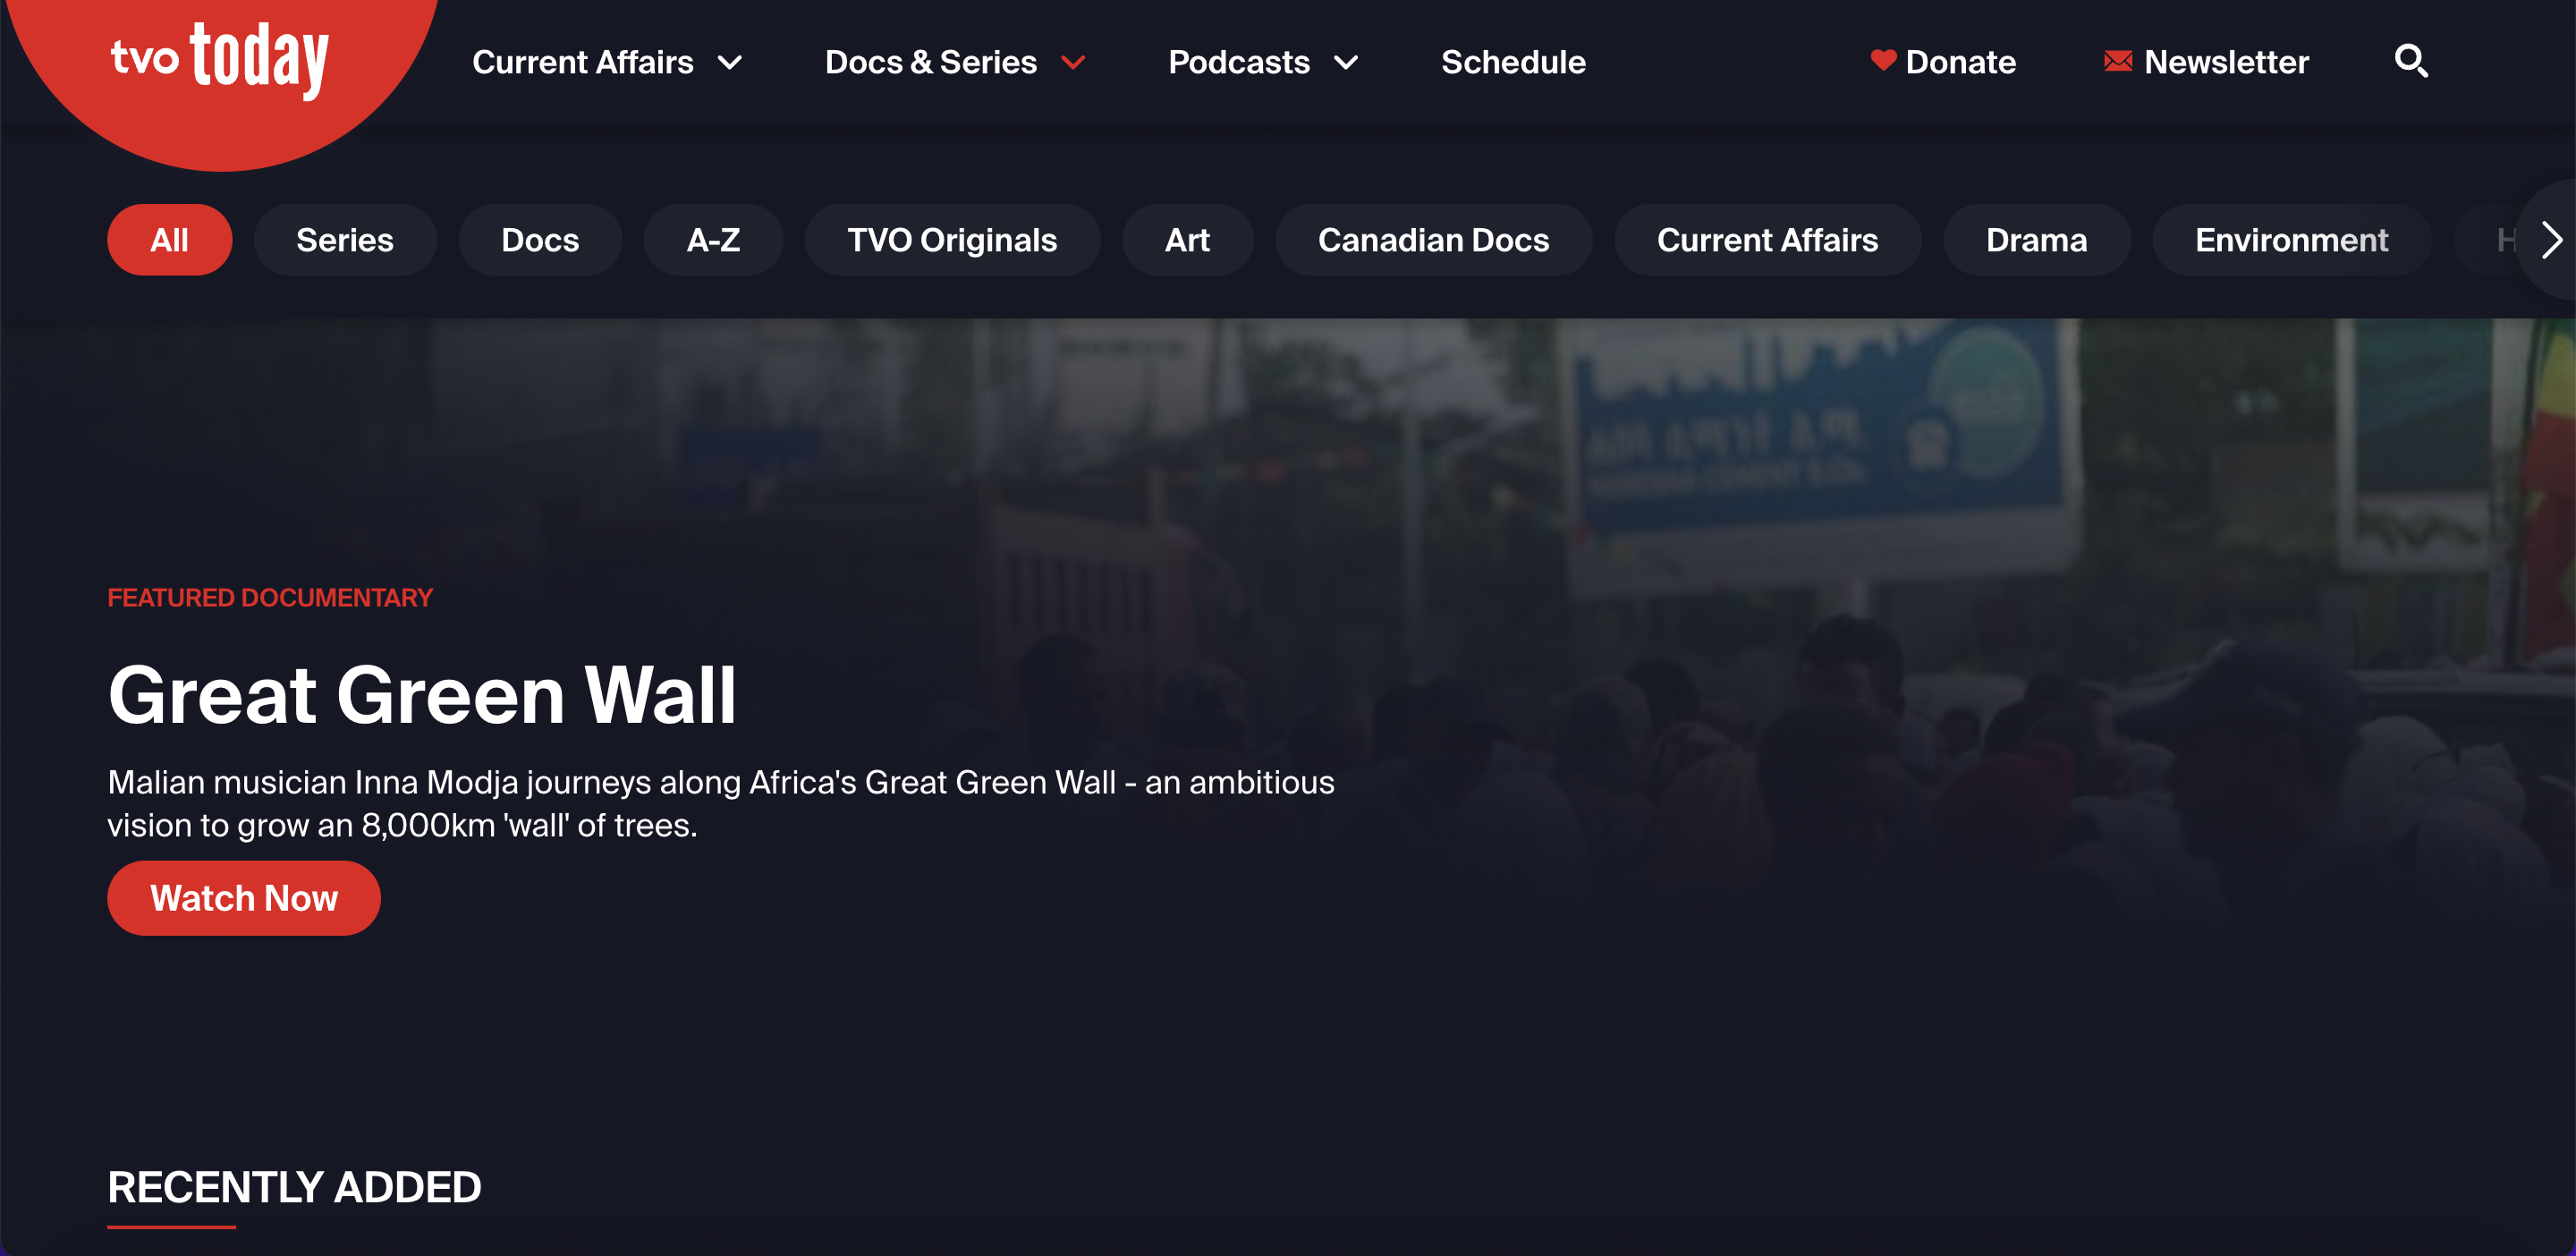 tvo today
Current Affairs
Docs & Series
Podcasts
Schedule
Donate
Newsletter
All
Series
Docs
A-Z
TVO Originals
Art
Canadian Docs
Current Affairs
Drama
Environment
H
FEATURED DOCUMENTARY
Great Green Wall
Malian musician Inna Modja journeys along Africa's Great Green Wall - an ambitious
vision to grow an 8,000km 'wall' of trees.
Watch Now
RECENTLY ADDED